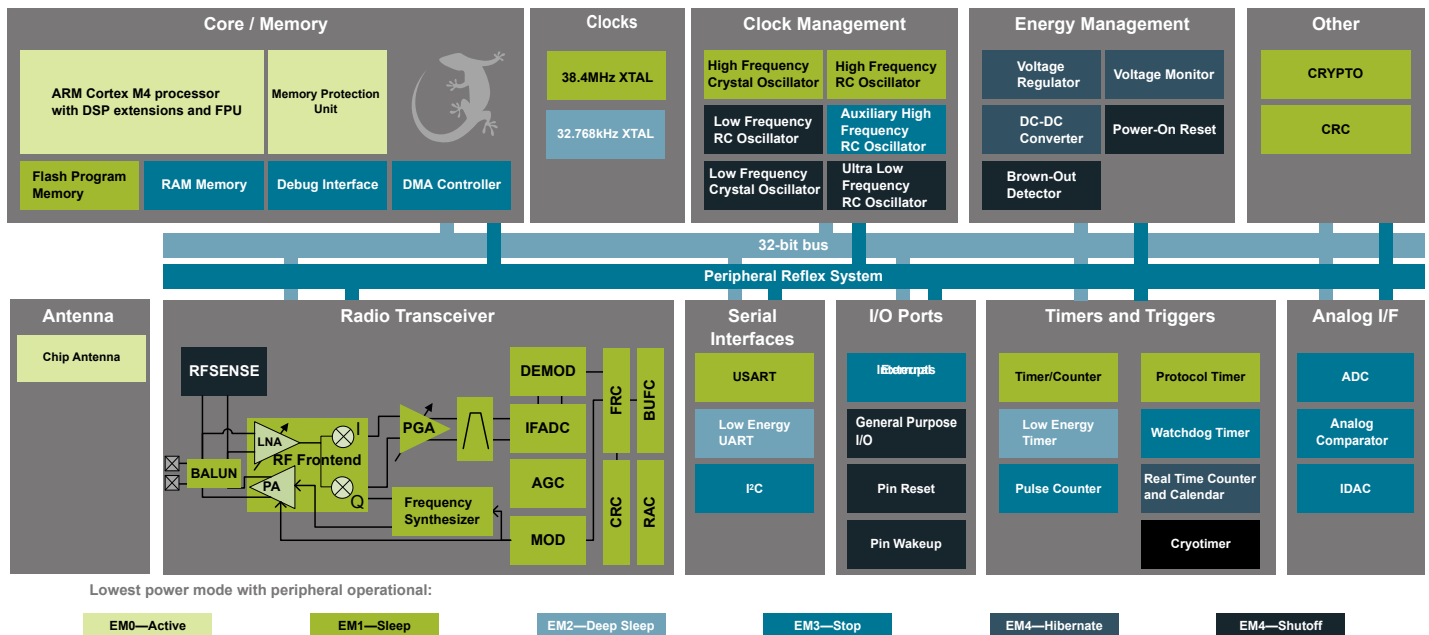 Core / Memory
ARM Cortex M4 processor
with DSP extensions and FPU
Memory Protection
Unit
Flash Program
Memory
RAM Memory
Debug Interface
DMA Controller
Clocks
38.4MHz XTAL
32.768kHz XTAL
Clock Management
High Frequency
Crystal Oscillator
High Frequency
RC Oscillator
Low Frequency
RC Oscillator
Auxiliary High
Frequency
RC Oscillator
Low Frequency
Crystal Oscillator
Ultra Low
Frequency
RC Oscillator
Energy Management
Voltage
Regulator
Voltage Monitor
DC-DC
Converter
Power-On Reset
Brown-Out
Detector
Other
CRYPTO
CRC
32-bit bus
Peripheral Reflex System
Antenna
Chip Antenna
Radio Transceiver
RFSENSE
LNA
I
RF Frontend
BALUN
PA
Q
PGA
Frequency
Synthesizer
DEMOD
IFADC
AGC
MOD
FRC
BUFC
CRC
RAC
Serial
Interfaces
USART
Low Energy
UART
I²C
I/O Ports
External
Interrupts
General Purpose
I/O
Pin Reset
Pin Wakeup
Timers and Triggers
Timer/Counter
Protocol Timer
Low Energy
Timer
Watchdog Timer
Pulse Counter
Real Time Counter
and Calendar
Cryotimer
Analog I/F
ADC
Analog
Comparator
IDAC
Lowest power mode with peripheral operational:
EM0—Active
EM1—Sleep
EM2—Deep Sleep
EM3—Stop
EM4—Hibernate
EM4—Shutoff